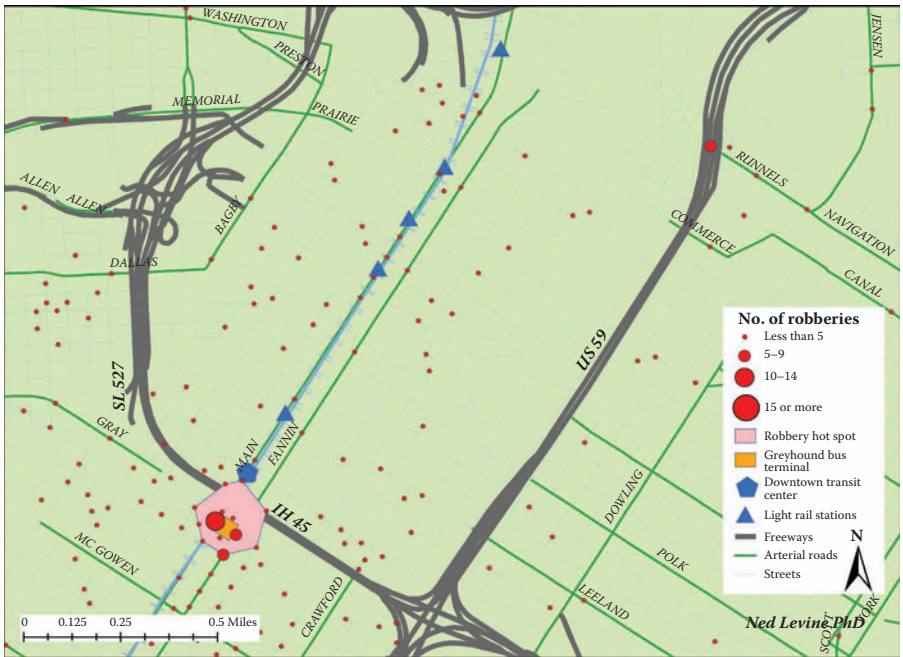 WASHINGTON
PRESTON
JENSEN
MEMORIAL
PRAIRIE
ALLEN
ALLEN
BAGBY
RUNNELS
NAVIGATION
COMMERCE
DALLAS
CANAL
SL 527
US 59
No. of robberies
Less than 5
5–9
10–14
15 or more
Robbery hot spot
Greyhound bus
terminal
Downtown transit
center
Light rail stations
Freeways
Arterial roads
Streets
N
GRAY
MAIN
FANNIN
IH 45
DOWLING
MC GOWEN
POLK
CRAWFORD
LEELAND
0 0.125 0.25 0.5 Miles
Ned Levine PhD
SCOTT
YORK